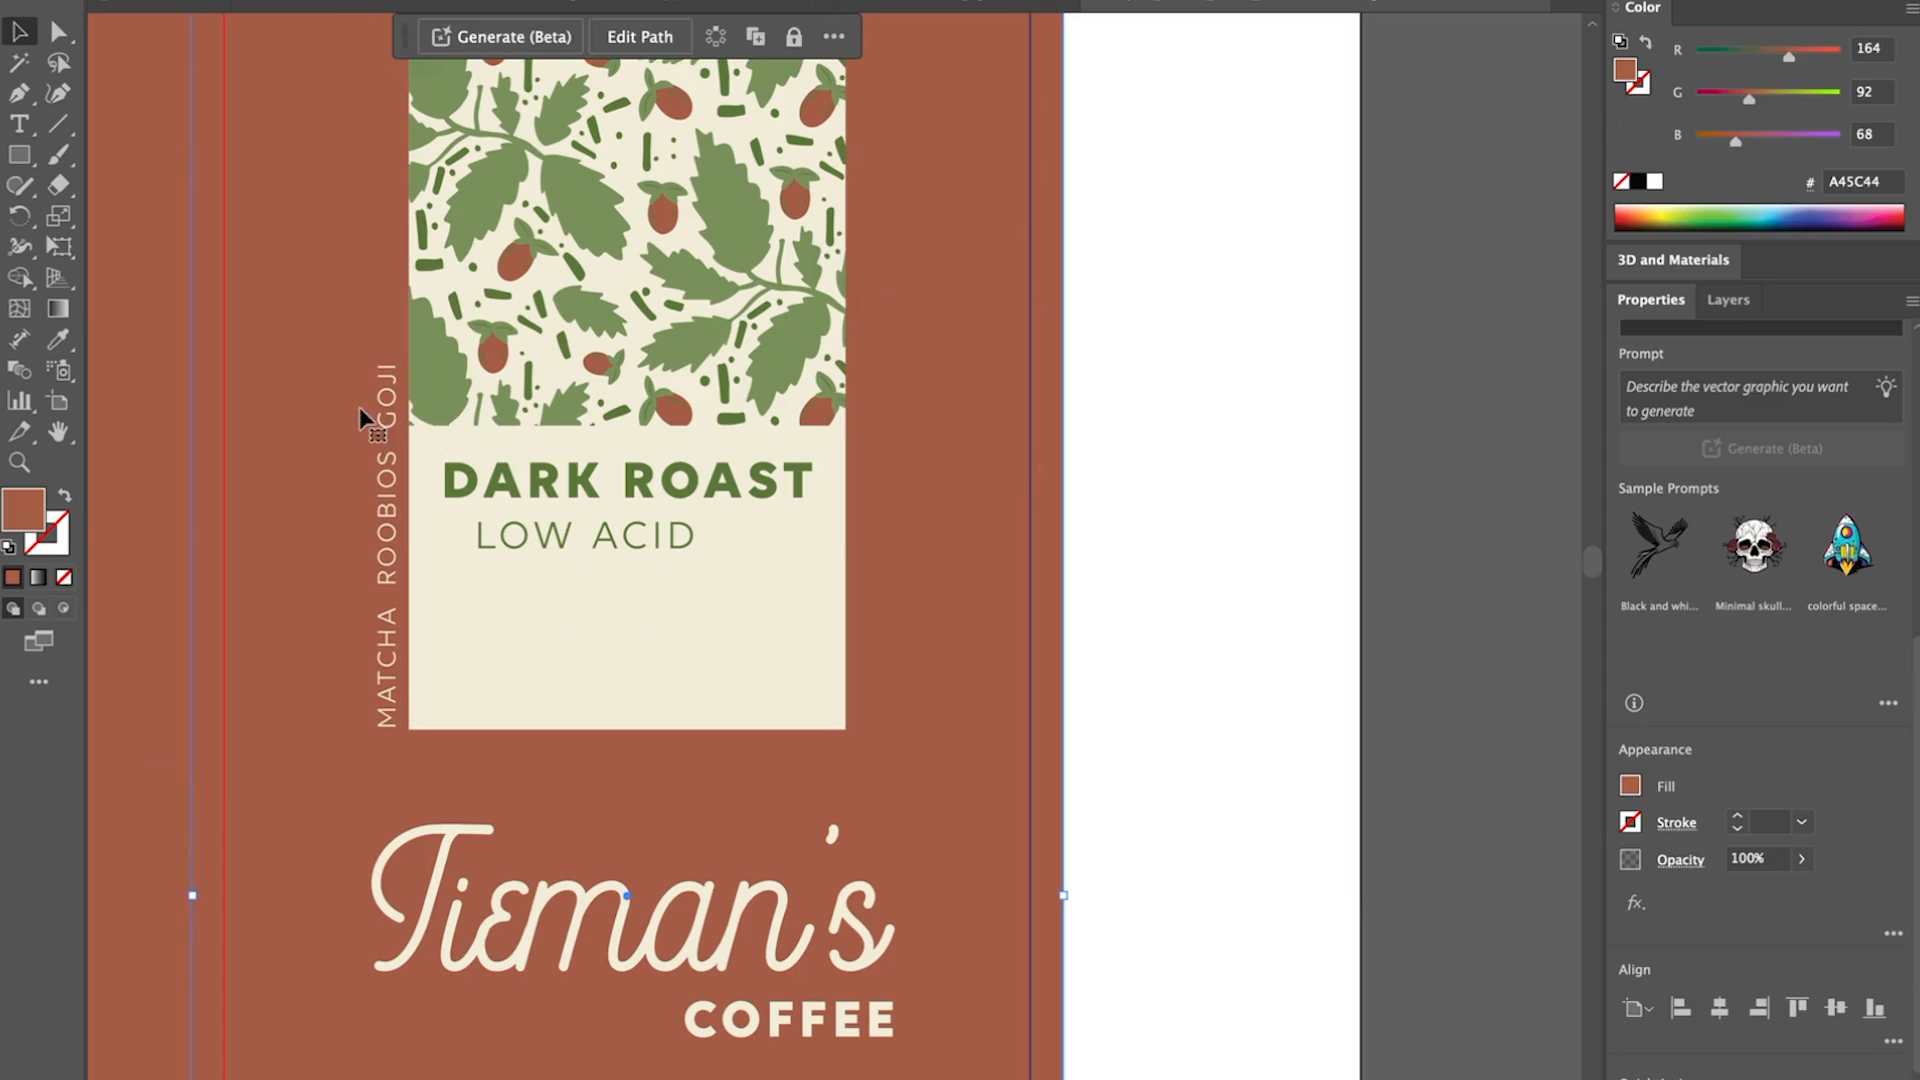 Generate (Beta)
Edit Path
MATCHA ROOBIOS GOJI
DARK ROAST
LOW ACID
Tieman's
COFFEE
Color
R 164
G 92
B 68
# A45C44
3D and Materials
Properties
Layers
Prompt
Describe the vector graphic you want
to generate
Generate (Beta)
Sample Prompts
Black and whi...
Minimal skull...
colorful space...
Appearance
Fill
Stroke
Opacity
100%
fx.
Align